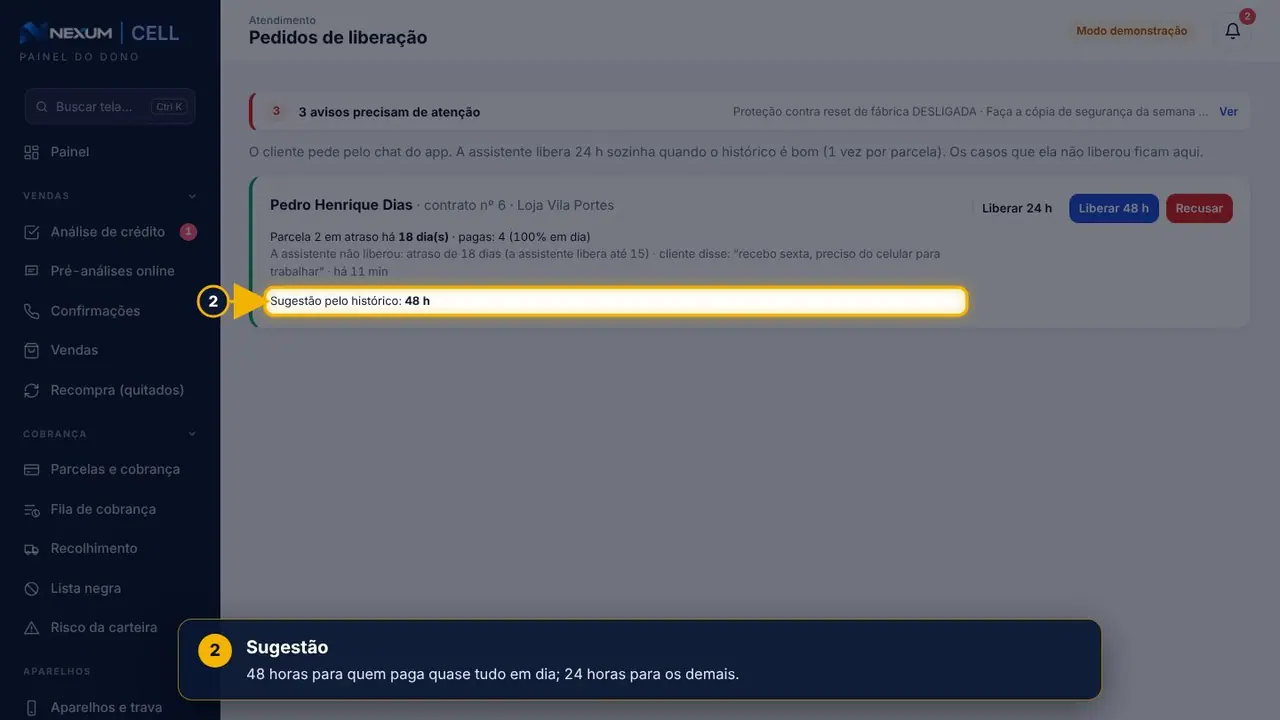 NEXUM | CELL
PAINEL DO DONO
Buscar tela... Ctrl K
Painel
VENDAS
Análise de crédito 1
Pré-análises online
Confirmações
Vendas
Recompra (quitados)
COBRANÇA
Parcelas e cobrança
Fila de cobrança
Recolhimento
Lista negra
Risco da carteira
APARELHOS
Aparelhos e trava
Atendimento
Pedidos de liberação
Modo demonstração
2
3 3 avisos precisam de atenção Proteção contra reset de fábrica DESLIGADA · Faça a cópia de segurança da semana ... Ver
O cliente pede pelo chat do app. A assistente libera 24 h sozinha quando o histórico é bom (1 vez por parcela). Os casos que ela não liberou ficam aqui.
Pedro Henrique Dias · contrato nº 6 · Loja Vila Portes
Liberar 24 h Liberar 48 h Recusar
Parcela 2 em atraso há 18 dia(s) · pagas: 4 (100% em dia)
A assistente não liberou: atraso de 18 dias (a assistente libera até 15) · cliente disse: "recebo sexta, preciso do celular para
trabalhar" · há 11 min
2 Sugestão pelo histórico: 48 h
2 Sugestão
48 horas para quem paga quase tudo em dia; 24 horas para os demais.